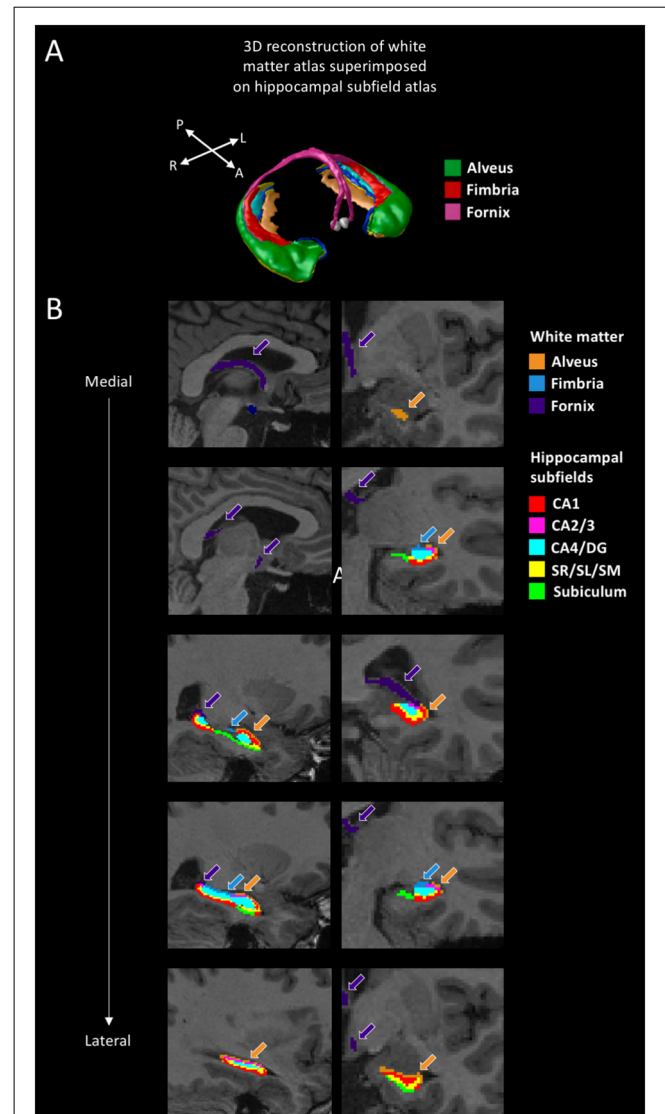 A
3D reconstruction of white
matter atlas superimposed
on hippocampal subfield atlas
P
L
R
A
Alveus
Fimbria
Fornix
B
Medial
White matter
Alveus
Fimbria
Fornix
Hippocampal
subfields
CA1
CA2/3
CA4/DG
SR/SL/SM
Subiculum
A
Lateral